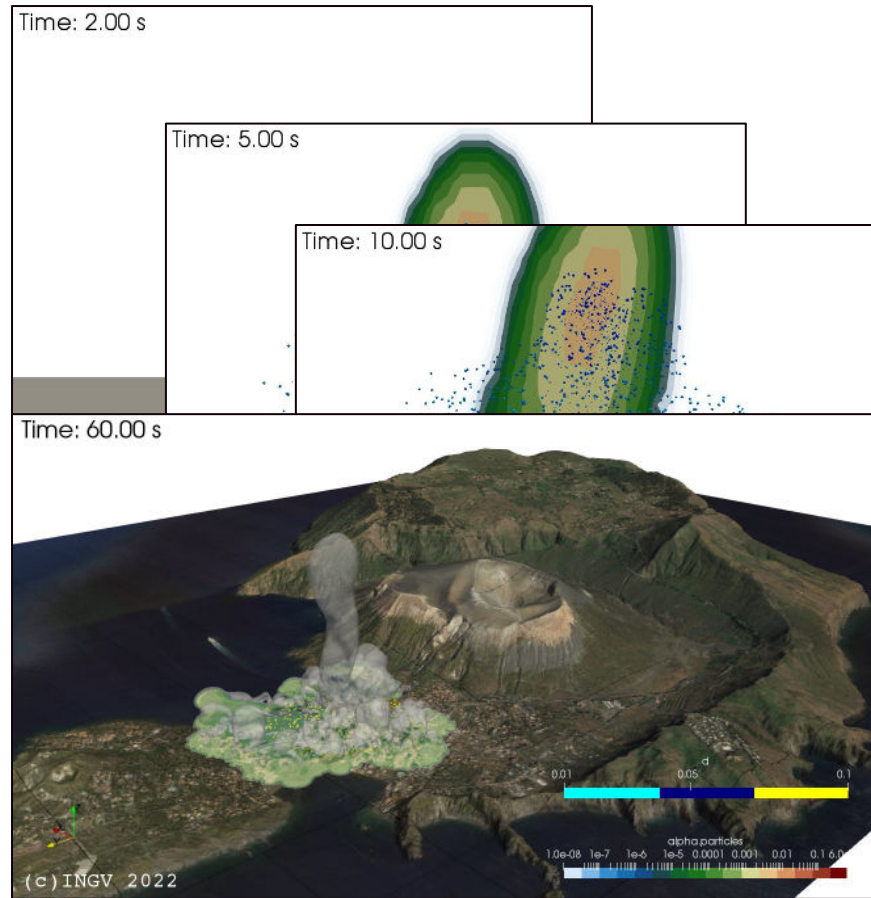 Time: 2.00 s
Time: 5.00 s
Time: 10.00 s
Time: 60.00 s
d
0.01 0.05 0.1
alpha.particles
1.0e-08 1e-7 1e-6 1e-5 0.0001 0.001 0.01 0.1
(c)INGV 2022